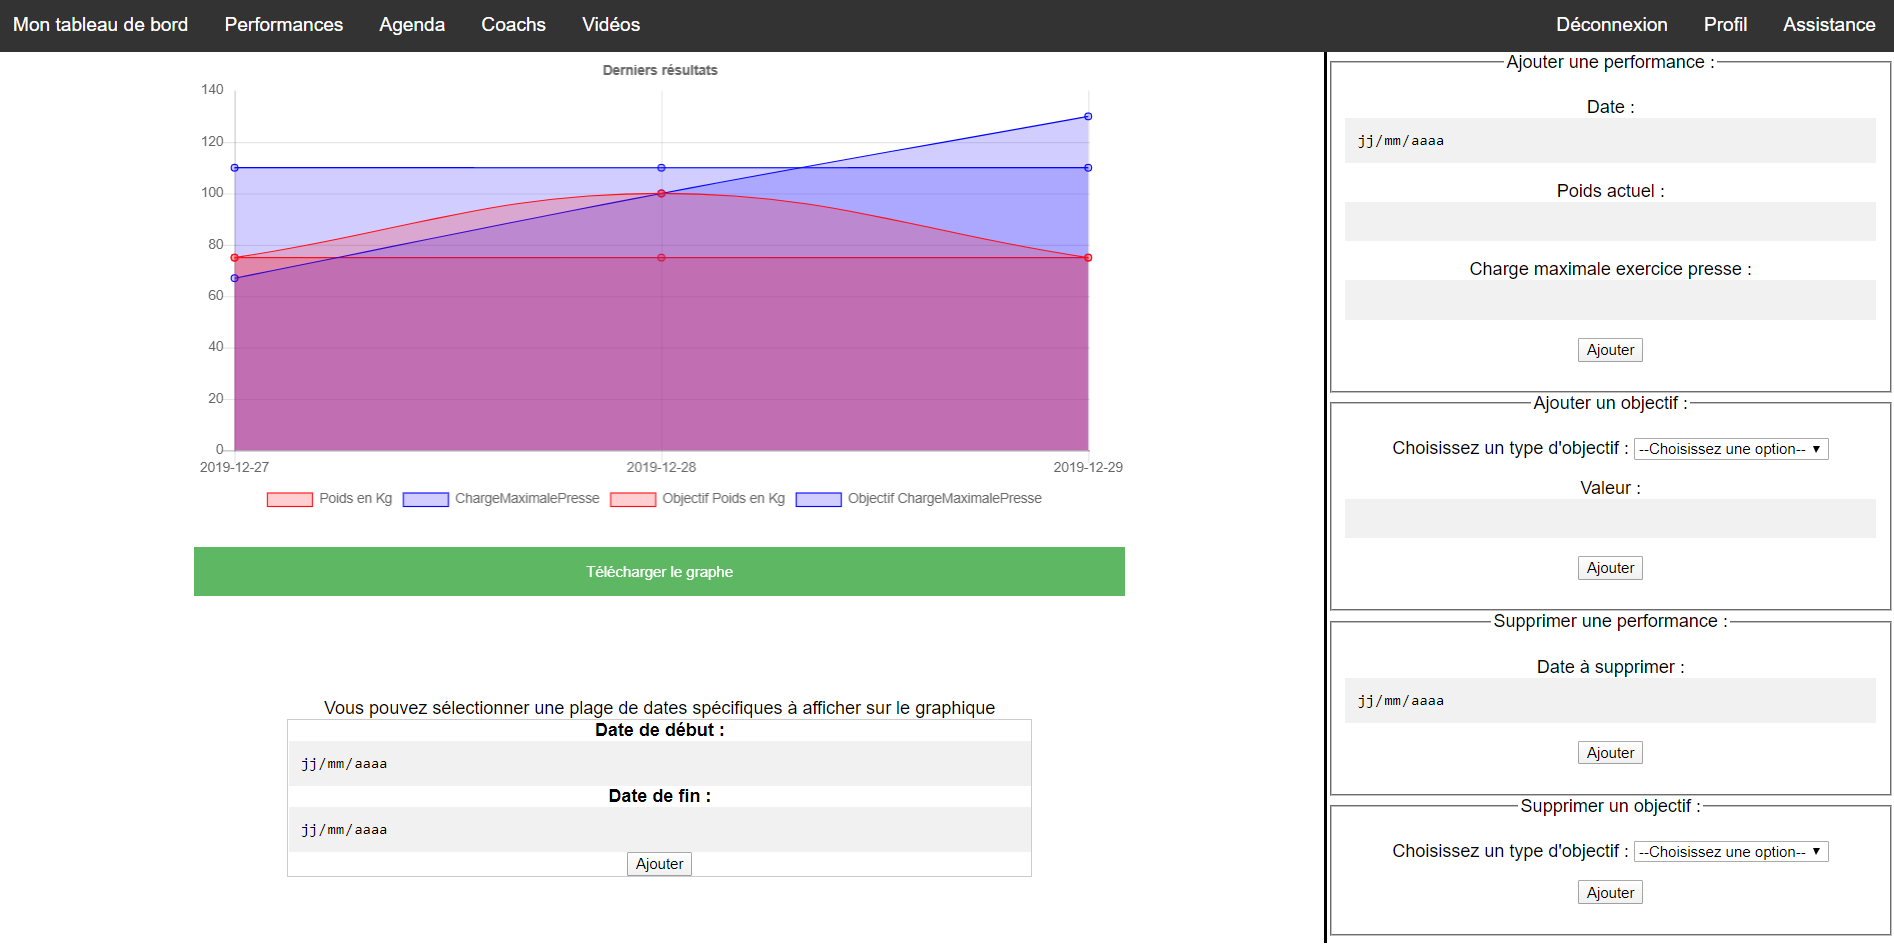 Mon tableau de bord Performances Agenda Coachs Vidéos Déconnexion Profil Assistance
Derniers résultats
140
120
100
80
60
40
20
0
2019-12-27 2019-12-28 2019-12-29
Poids en Kg ChargeMaximalePresse Objectif Poids en Kg Objectif ChargeMaximalePresse
Télécharger le graphe
Vous pouvez sélectionner une plage de dates spécifiques à afficher sur le graphique
Date de début :
jj/mm/aaaa
Date de fin :
jj/mm/aaaa
Ajouter
Ajouter une performance :
Date :
jj/mm/aaaa
Poids actuel :
Charge maximale exercice presse :
Ajouter
Ajouter un objectif :
Choisissez un type d'objectif : --Choisissez une option--
Valeur :
Ajouter
Supprimer une performance :
Date à supprimer :
jj/mm/aaaa
Ajouter
Supprimer un objectif :
Choisissez un type d'objectif : --Choisissez une option--
Ajouter